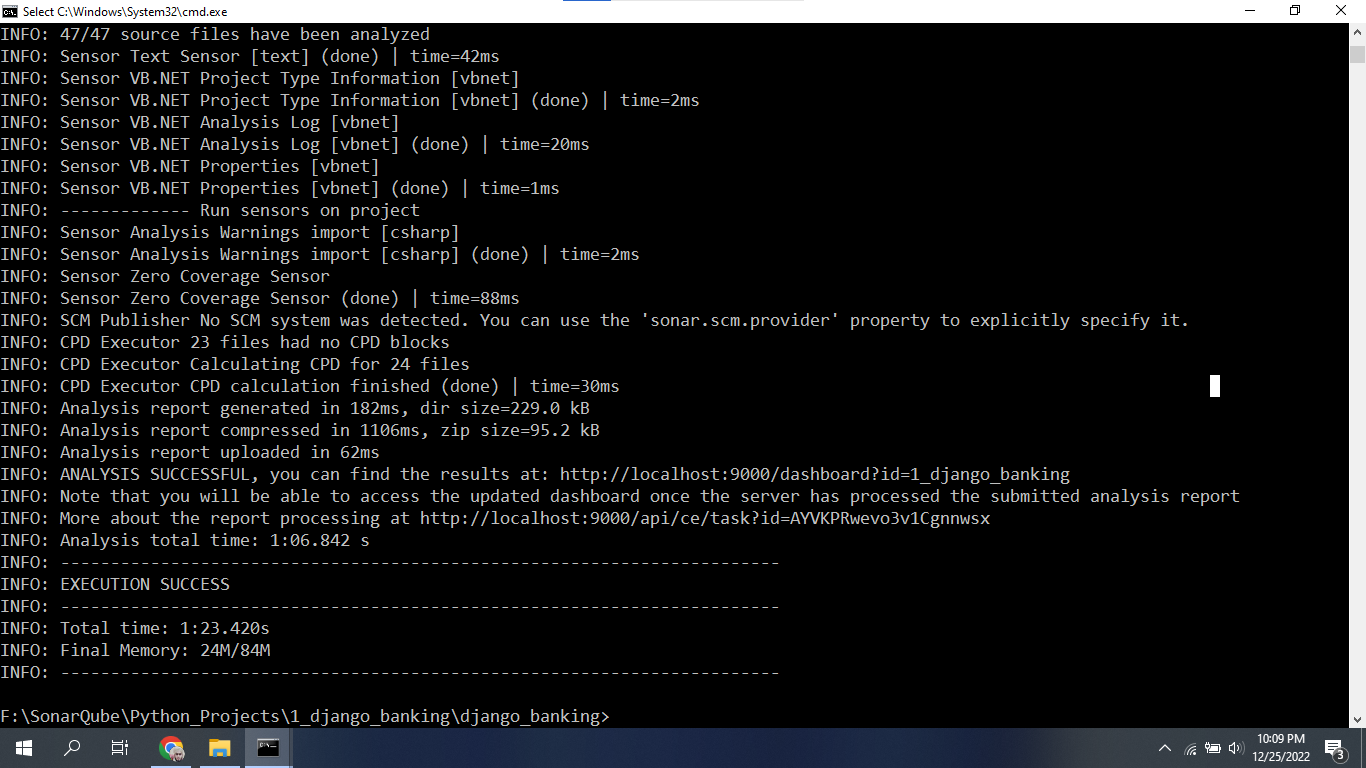 Select C:\Windows\System32\cmd.exe
INFO: 47/47 source files have been analyzed
INFO: Sensor Text Sensor [text] (done) | time=42ms
INFO: Sensor VB.NET Project Type Information [vbnet]
INFO: Sensor VB.NET Project Type Information [vbnet] (done) | time=2ms
INFO: Sensor VB.NET Analysis Log [vbnet]
INFO: Sensor VB.NET Analysis Log [vbnet] (done) | time=20ms
INFO: Sensor VB.NET Properties [vbnet]
INFO: Sensor VB.NET Properties [vbnet] (done) | time=1ms
INFO: ------------- Run sensors on project
INFO: Sensor Analysis Warnings import [csharp]
INFO: Sensor Analysis Warnings import [csharp] (done) | time=2ms
INFO: Sensor Zero Coverage Sensor
INFO: Sensor Zero Coverage Sensor (done) | time=88ms
INFO: SCM Publisher No SCM system was detected. You can use the 'sonar.scm.provider' property to explicitly specify it.
INFO: CPD Executor 23 files had no CPD blocks
INFO: CPD Executor Calculating CPD for 24 files
INFO: CPD Executor CPD calculation finished (done) | time=30ms
INFO: Analysis report generated in 182ms, dir size=229.0 kB
INFO: Analysis report compressed in 1106ms, zip size=95.2 kB
INFO: Analysis report uploaded in 62ms
INFO: ANALYSIS SUCCESSFUL, you can find the results at: http://localhost:9000/dashboard?id=1_django_banking
INFO: Note that you will be able to access the updated dashboard once the server has processed the submitted analysis report
INFO: More about the report processing at http://localhost:9000/api/ce/task?id=AYVKPRwevo3v1Cgnnwsx
INFO: Analysis total time: 1:06.842 s
INFO: ------------------------------------------------------------------------
INFO: EXECUTION SUCCESS
INFO: ------------------------------------------------------------------------
INFO: Total time: 1:23.420s
INFO: Final Memory: 24M/84M
INFO: ------------------------------------------------------------------------
F:\SonarQube\Python_Projects\1_django_banking\django_banking>
10:09 PM
12/25/2022
3